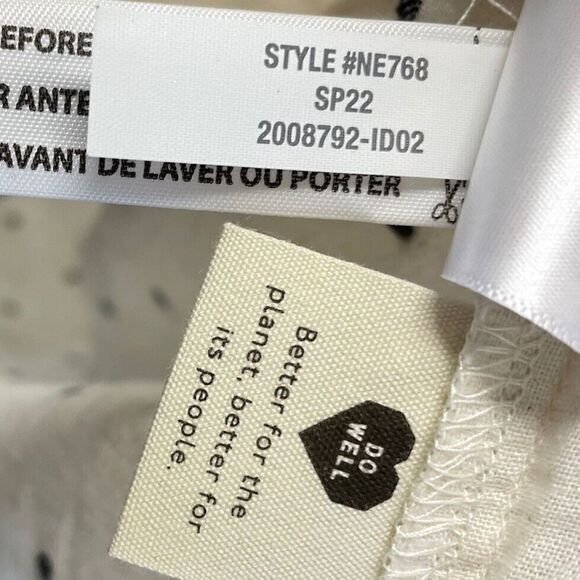 STYLE #NE768
SP22
2008792-ID02
EFORE
R ANTE
AVANT DE LAVER OU PORTER
Better for the
planet, better for
its people.
DO
WELL